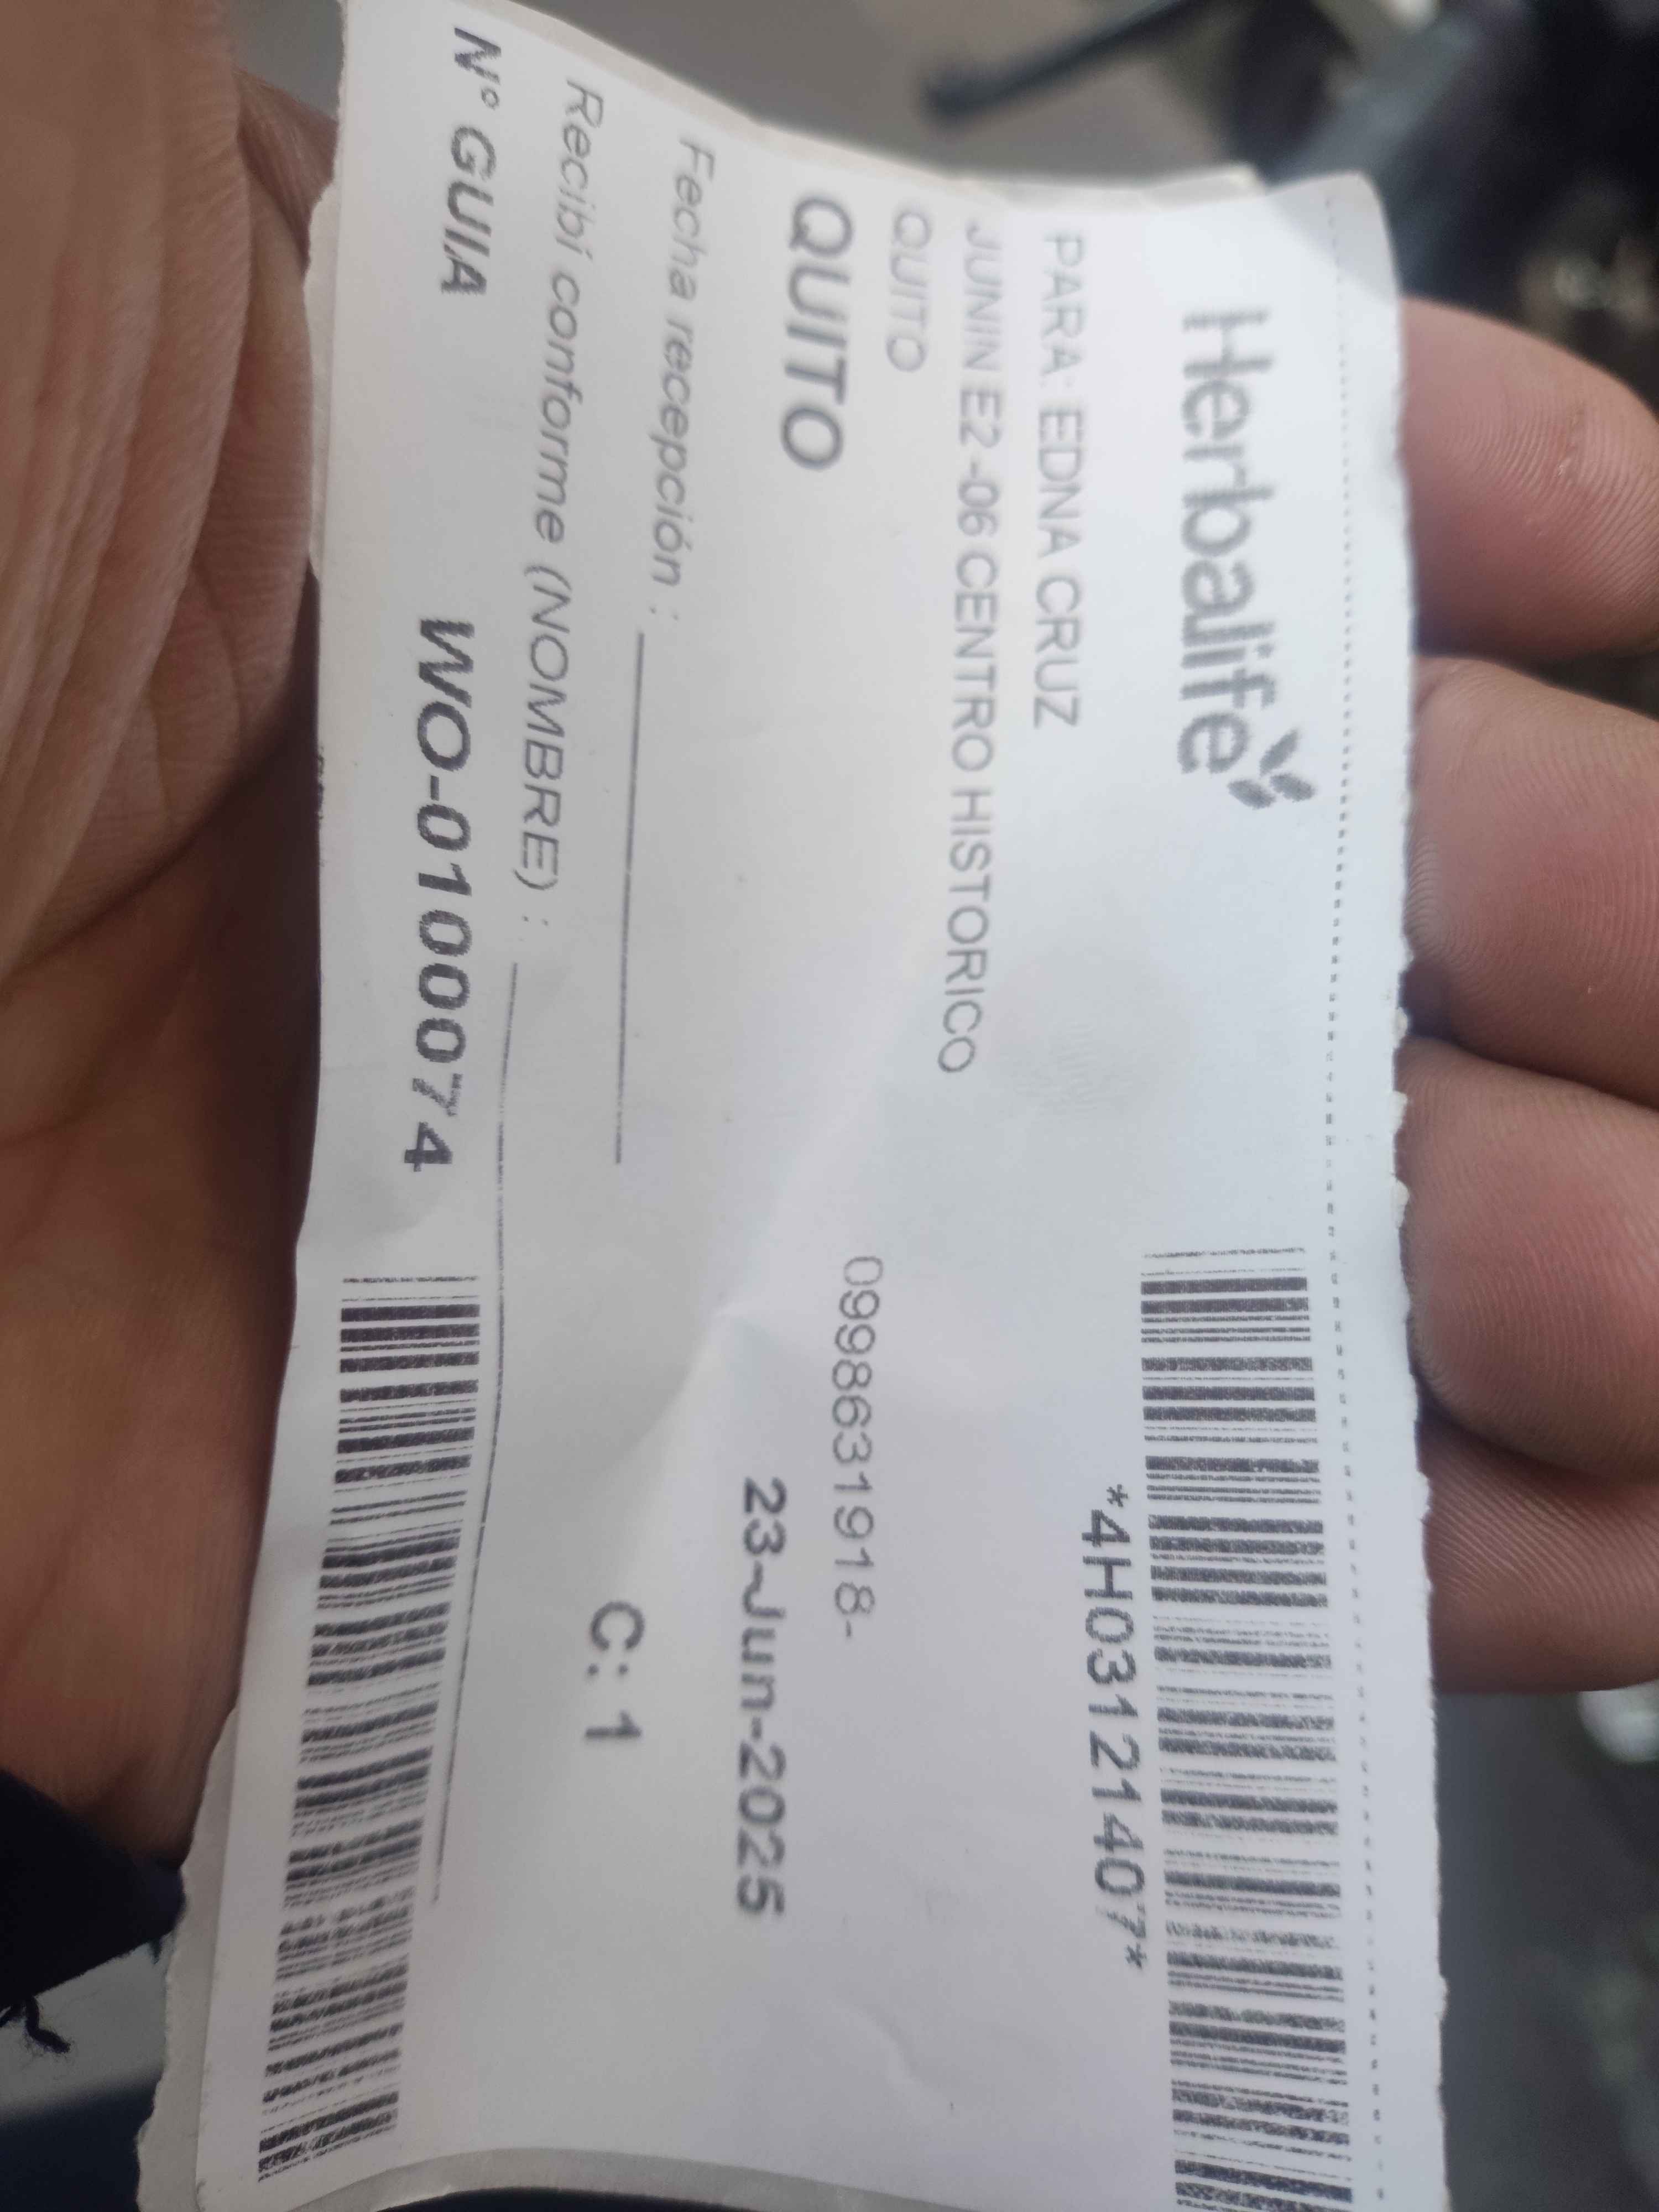 Herbalife
*4H03121407*
PARA: EDNA CRUZ
JUNIN E2 -06 CENTRO HISTORICO
QUITO
0998631918-
QUITO
23-Jun-2025
Fecha recepción :
C: 1
Recibí conforme (NOMBRE) :
N° GUIA WO-0100074